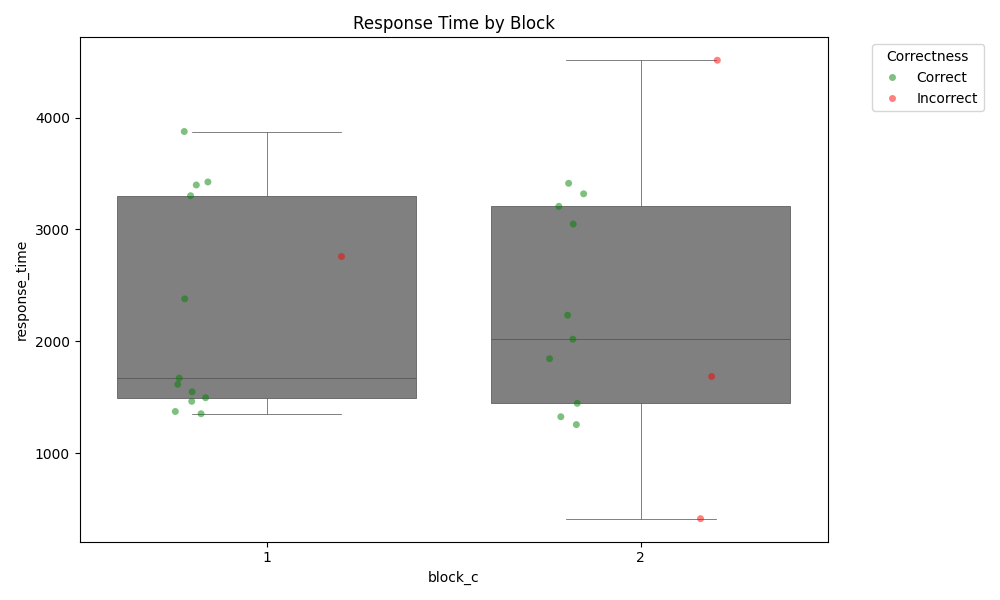 Response Time by Block
Correctness
Correct
Incorrect
4000
3000
2000
1000
response_time
1
2
block_c